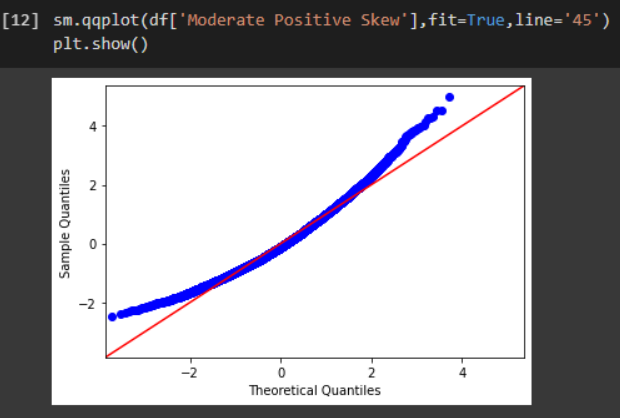 [12] sm.qqplot(df['Moderate Positive Skew'],fit=True,line='45')
plt.show()
4
2
0
−2
Sample Quantiles
−2 0 2 4
Theoretical Quantiles